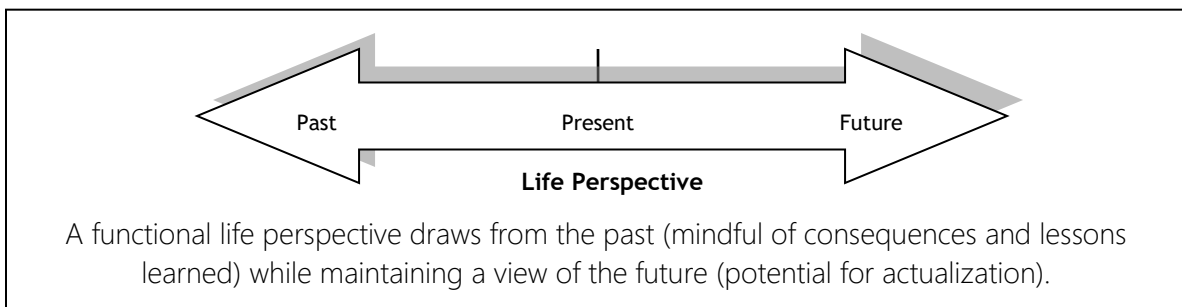 Past Present Future
Life Perspective
A functional life perspective draws from the past (mindful of consequences and lessons
learned) while maintaining a view of the future (potential for actualization).